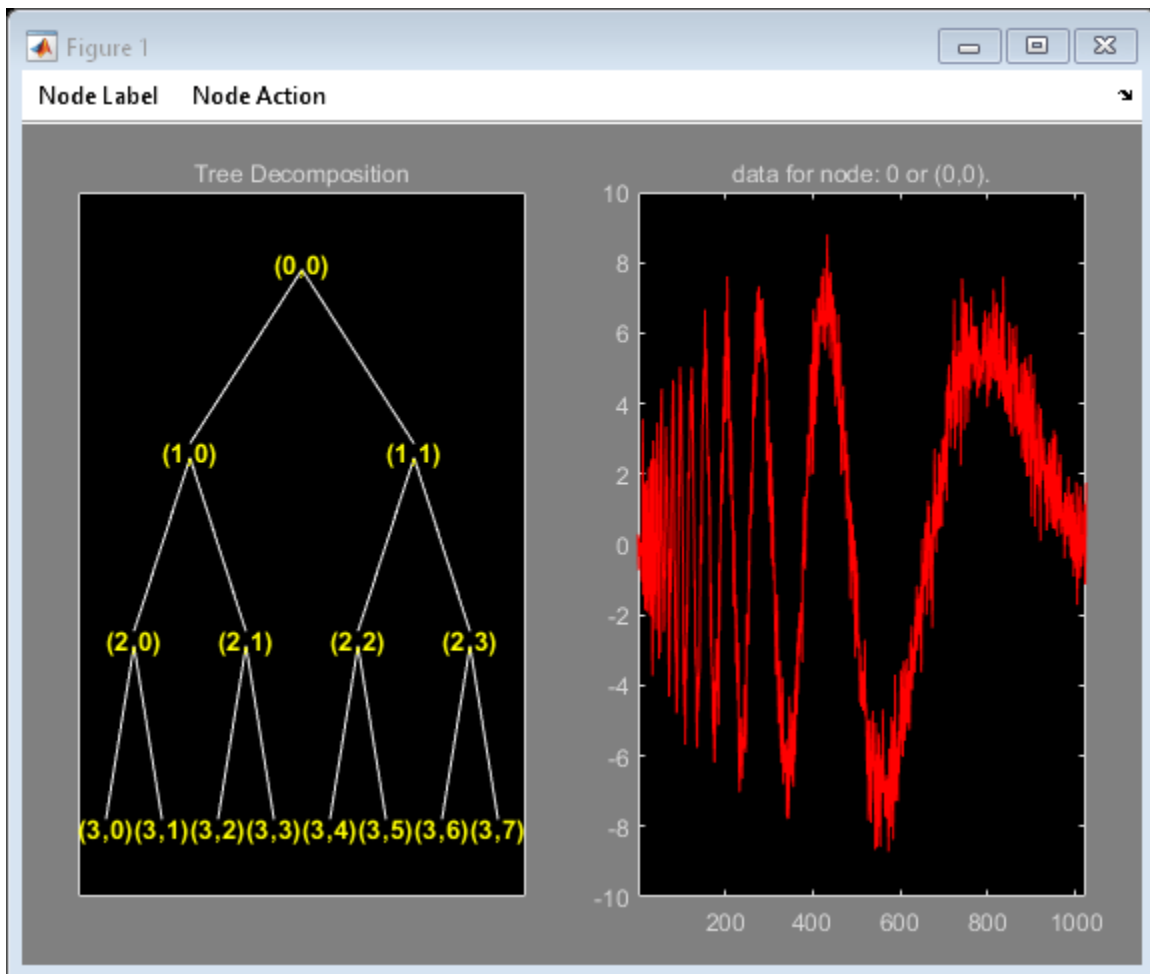 Figure 1
Node Label Node Action
Tree Decomposition
(0,0)
(1,0) (1,1)
(2,0) (2,1) (2,2) (2,3)
(3,0)(3,1)(3,2)(3,3)(3,4)(3,5)(3,6)(3,7)
data for node: 0 or (0,0).
10
8
6
4
2
0
-2
-4
-6
-8
-10
200 400 600 800 1000